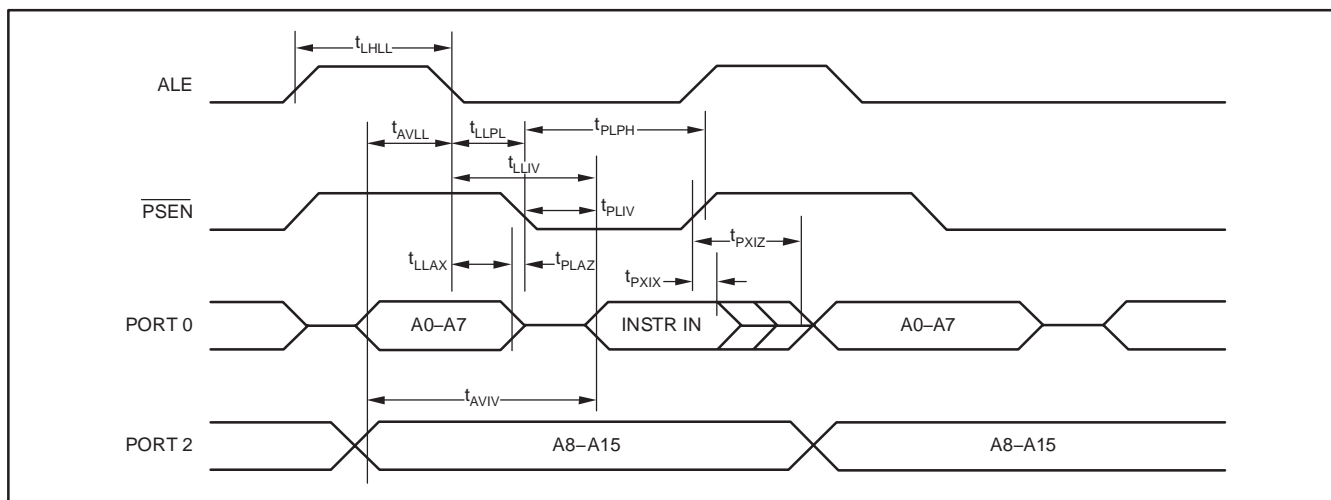 tLHLL
ALE
tAVLL
tLLPL
tPLPH
tLLIV
PSEN
tPLIV
tPXIZ
tLLAX
tPLAZ
tPXIX
PORT 0
A0–A7
INSTR IN
A0–A7
tAVIV
PORT 2
A8–A15
A8–A15